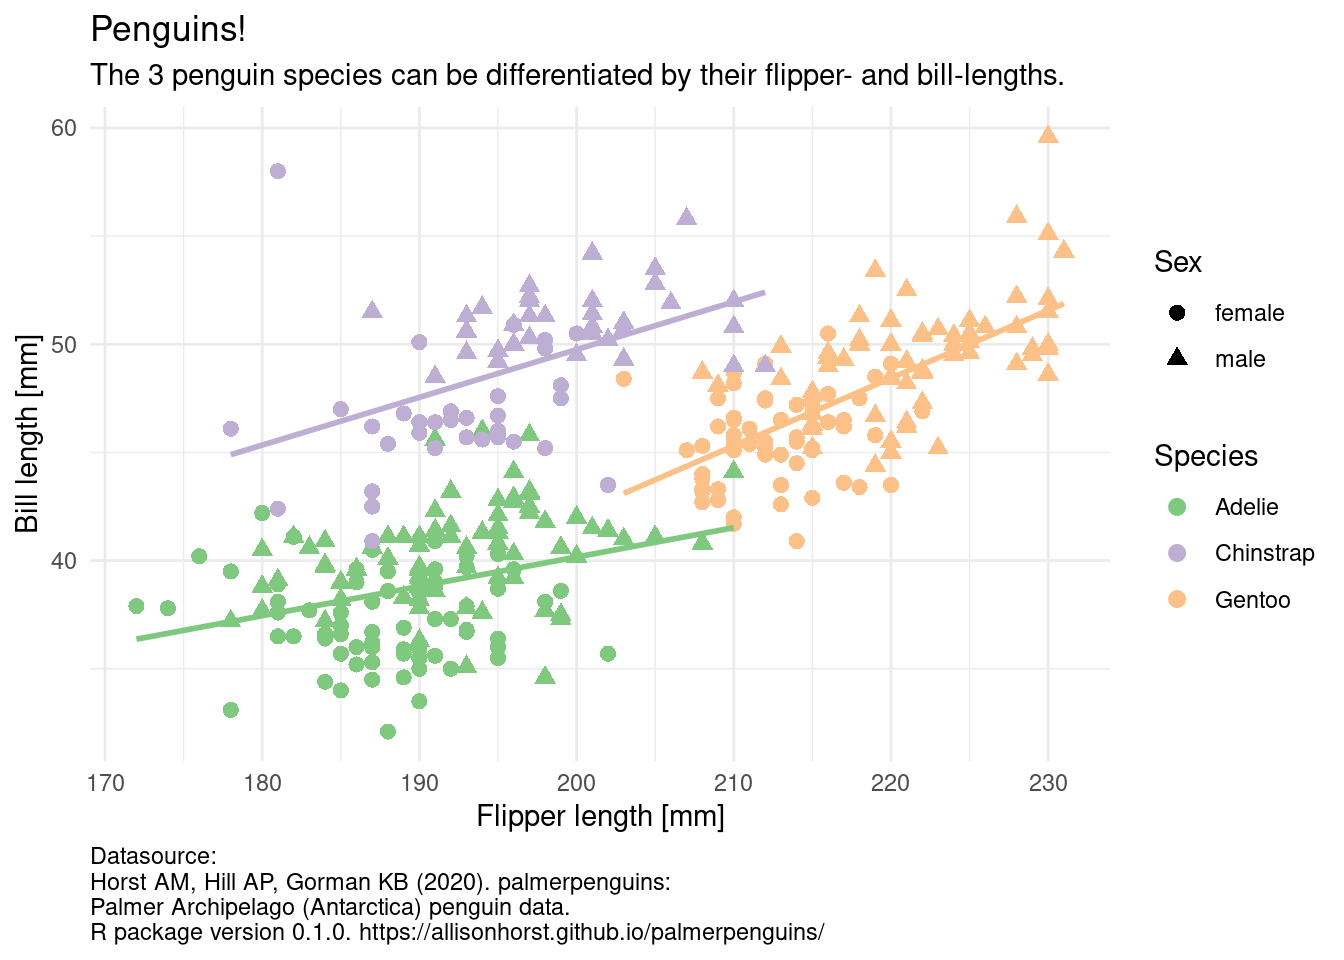 Penguins!
The 3 penguin species can be differentiated by their flipper- and bill-lengths.
60
50
40
Bill length [mm]
170 180 190 200 210 220 230
Flipper length [mm]
Sex
female
male
Species
Adelie
Chinstrap
Gentoo
Datasource:
Horst AM, Hill AP, Gorman KB (2020). palmerpenguins:
Palmer Archipelago (Antarctica) penguin data.
R package version 0.1.0. https://allisonhorst.github.io/palmerpenguins/